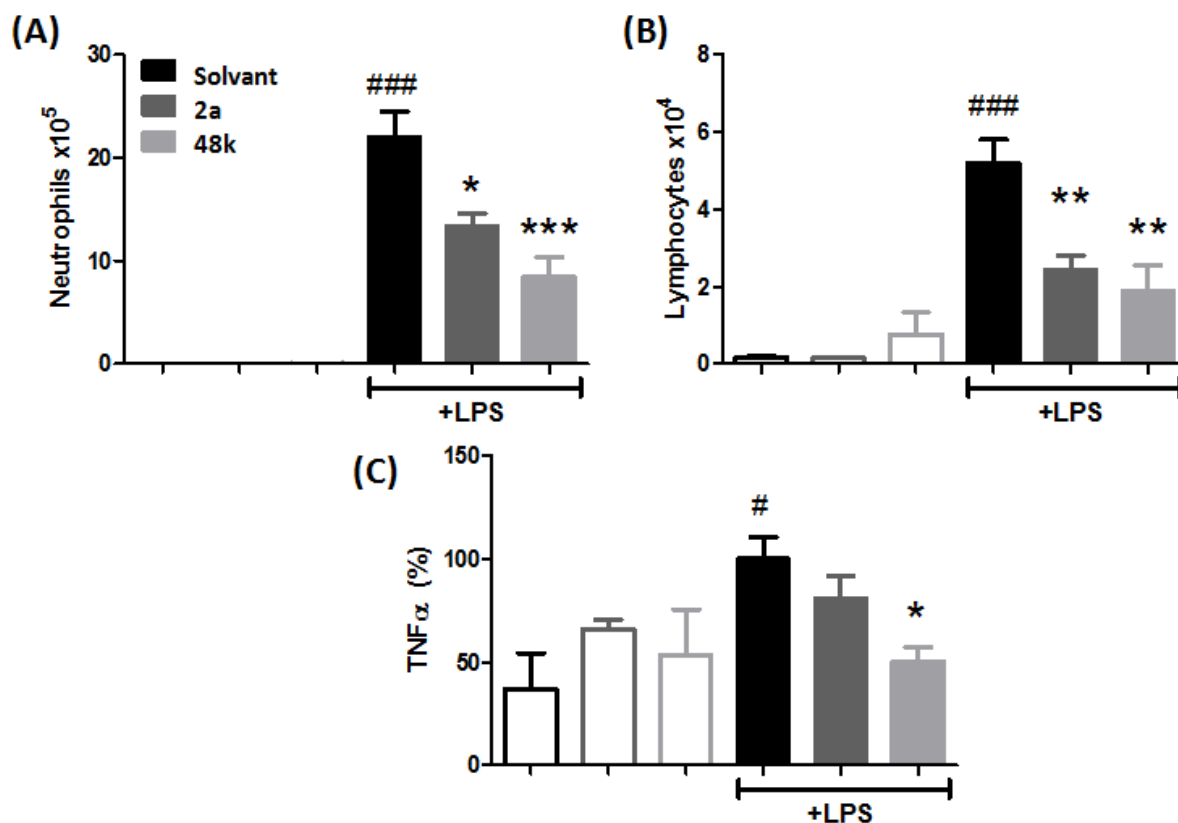 (A)
30
20
10
0
Neutrophils x10⁵
Solvant
2a
48k
###
*
***
+LPS
(B)
8
6
4
2
0
Lymphocytes x10⁴
###
**
**
+LPS
(C)
150
100
50
0
TNFα (%)
#
*
+LPS